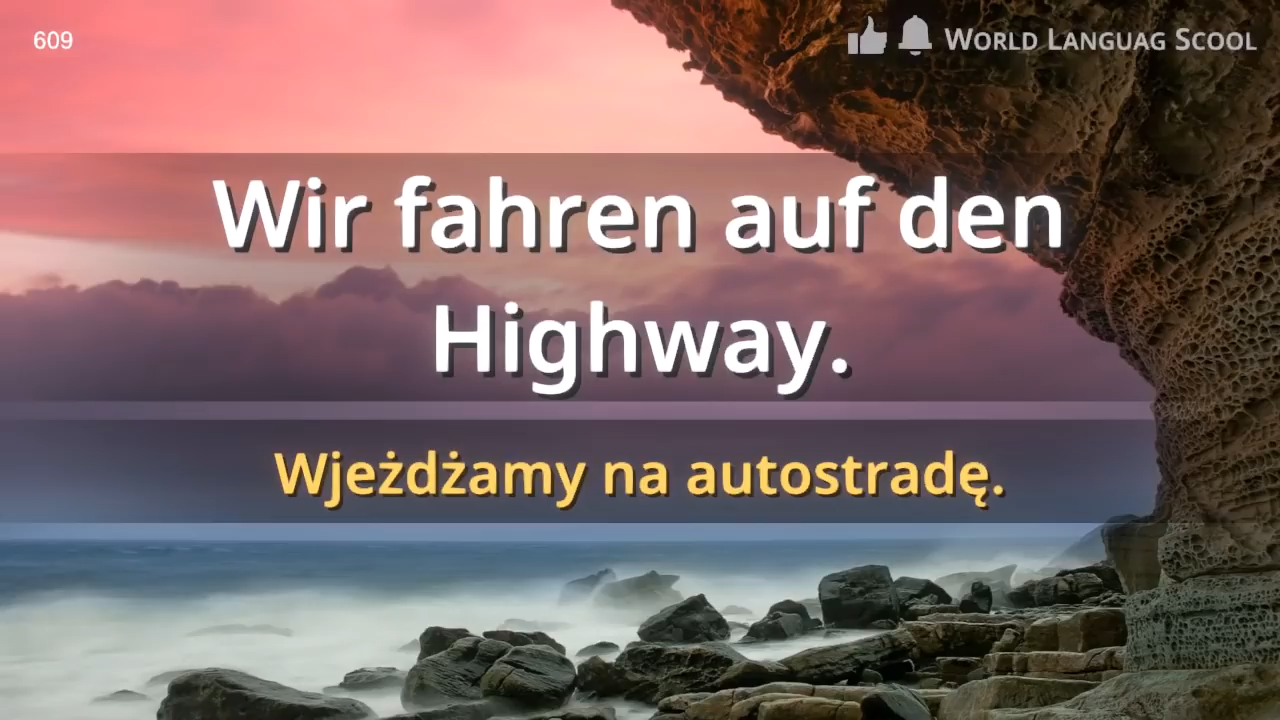 609
World Languag Scool
Wir fahren auf den
Highway.
Wjeżdżamy na autostradę.